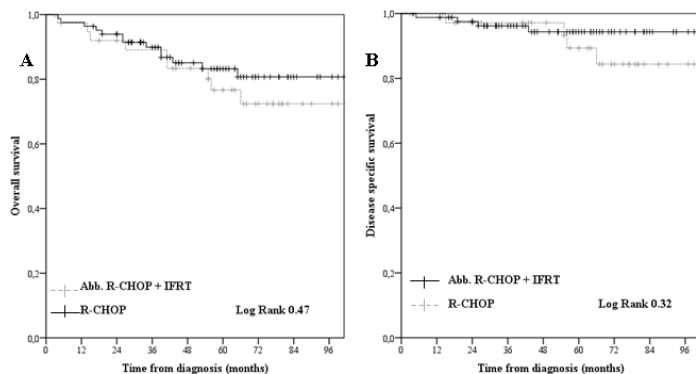 A
Overall survival
1,0
0,8
0,6
0,4
0,2
0,0
Abb. R-CHOP + IFRT
R-CHOP
Log Rank 0.47
0 12 24 36 48 60 72 84 96
Time from diagnosis (months)
B
Disease specific survival
1,0
0,8
0,6
0,4
0,2
0,0
Abb. R-CHOP + IFRT
R-CHOP
Log Rank 0.32
0 12 24 36 48 60 72 84 96
Time from diagnosis (months)